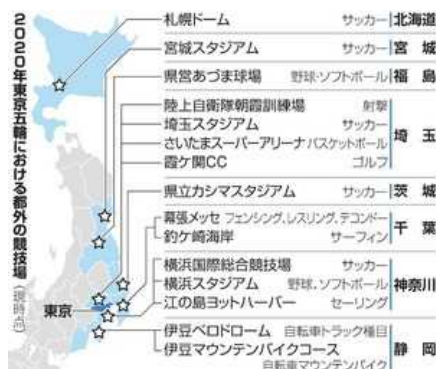 2020年東京五輪における都外の競技場(現時点)
札幌ドーム サッカー 北海道
宮城スタジアム サッカー 宮城
県営あづま球場 野球・ソフトボール 福島
陸上自衛隊朝霞訓練場 射撃
埼玉スタジアム サッカー
さいたまスーパーアリーナ バスケットボール
霞ケ関CC ゴルフ
埼玉
県立カシマスタジアム サッカー 茨城
幕張メッセ フェンシング、レスリング、テコンドー
釣ケ崎海岸 サーフィン
千葉
横浜国際総合競技場 サッカー
横浜スタジアム 野球、ソフトボール
江の島ヨットハーバー セーリング
神奈川
東京
伊豆ベロドローム 自転車トラック種目
伊豆マウンテンバイクコース
自転車マウンテンバイク
静岡